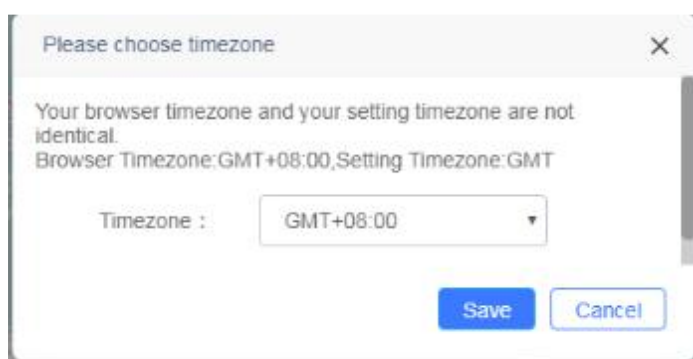 Please choose timezone
Your browser timezone and your setting timezone are not
identical.
Browser Timezone:GMT+08:00,Setting Timezone:GMT
Timezone : GMT+08:00
Save Cancel